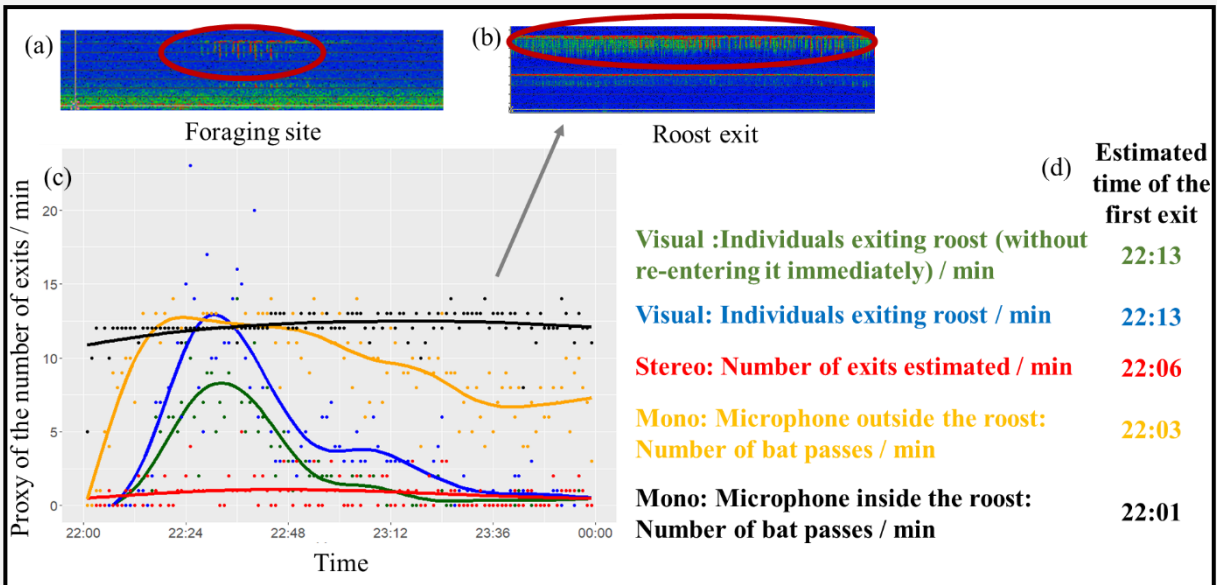 (a)
(b)
Foraging site
Roost exit
(c)
Proxy of the number of exits / min
20
15
10
5
0
22:00
22:24
22:48
23:12
23:36
00:00
Time
(d)
Estimated
time of the
first exit
Visual :Individuals exiting roost (without
re-entering it immediately) / min
22:13
Visual: Individuals exiting roost / min
22:13
Stereo: Number of exits estimated / min
22:06
Mono: Microphone outside the roost:
Number of bat passes / min
22:03
Mono: Microphone inside the roost:
Number of bat passes / min
22:01